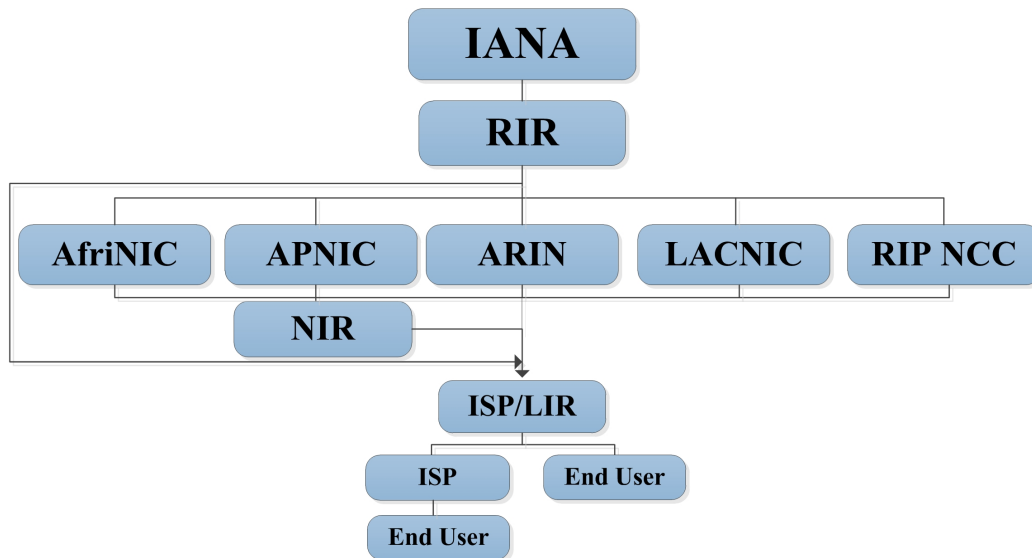 IANA
RIR
AfriNIC
APNIC
ARIN
LACNIC
RIP NCC
NIR
ISP/LIR
ISP
End User
End User